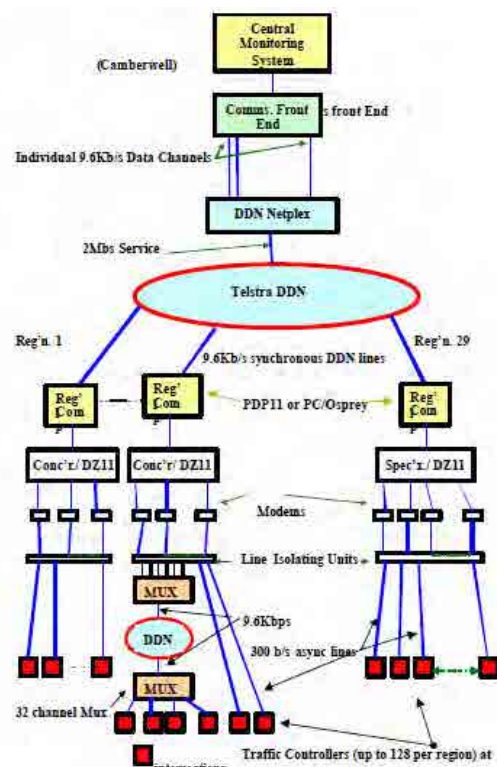 Central
Monitoring
System
(Camberwell)
Comms. Front
End
s front End
Individual 9.6Kb/s Data Channels
DDN Netplex
2Mbs Service
Telstra DDN
Reg'n. 1
Reg'n. 29
9.6Kb/s synchronous DDN lines
Reg'
Com
Reg'
Com
Reg'
Com
PDP11 or PC/Osprey
Conc'r/ DZ11
Conc'r/ DZ11
Spec'x./ DZ11
Modems
Line Isolating Units
MUX
9.6Kbps
DDN
300 b/s async lines
MUX
32 channel Mux
Traffic Controllers (up to 128 per region) at